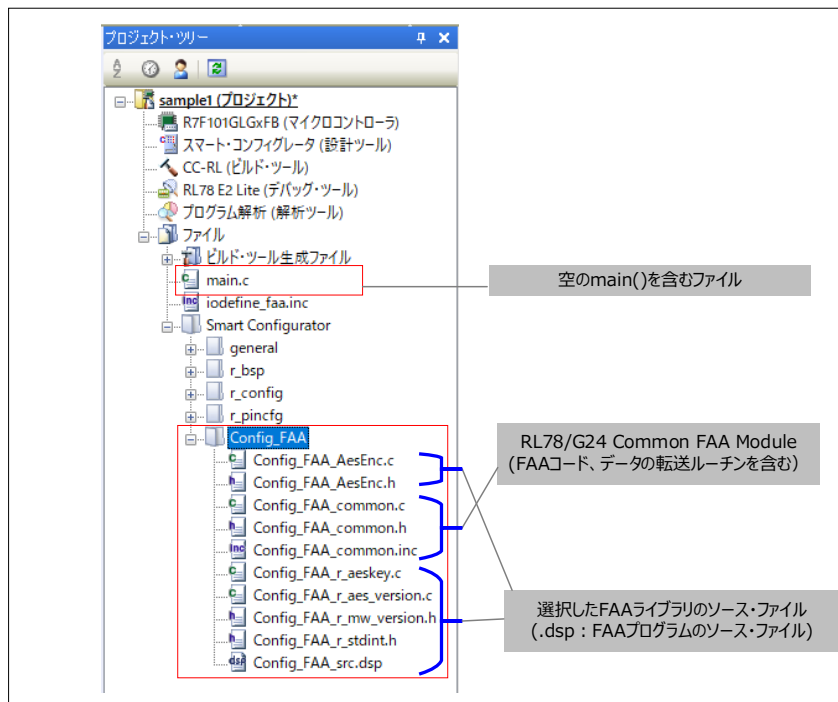 プロジェクト・ツリー
sample1 (プロジェクト)*
R7F101GLGxFB (マイクロコントローラ)
スマート・コンフィグレータ (設計ツール)
CC-RL (ビルド・ツール)
RL78 E2 Lite (デバッグ・ツール)
プログラム解析 (解析ツール)
ファイル
ビルド・ツール生成ファイル
main.c
空のmain()を含むファイル
iodefine_faa.inc
Smart Configurator
general
r_bsp
r_config
r_pincfg
Config_FAA
Config_FAA_AesEnc.c
Config_FAA_AesEnc.h
Config_FAA_common.c
Config_FAA_common.h
Config_FAA_common.inc
Config_FAA_r_aeskey.c
Config_FAA_r_aes_version.c
Config_FAA_r_mw_version.h
Config_FAA_r_stdint.h
Config_FAA_src.dsp
RL78/G24 Common FAA Module
(FAAコード、データの転送ルーチンを含む)
選択したFAAライブラリのソース・ファイル
(.dsp : FAAプログラムのソース・ファイル)